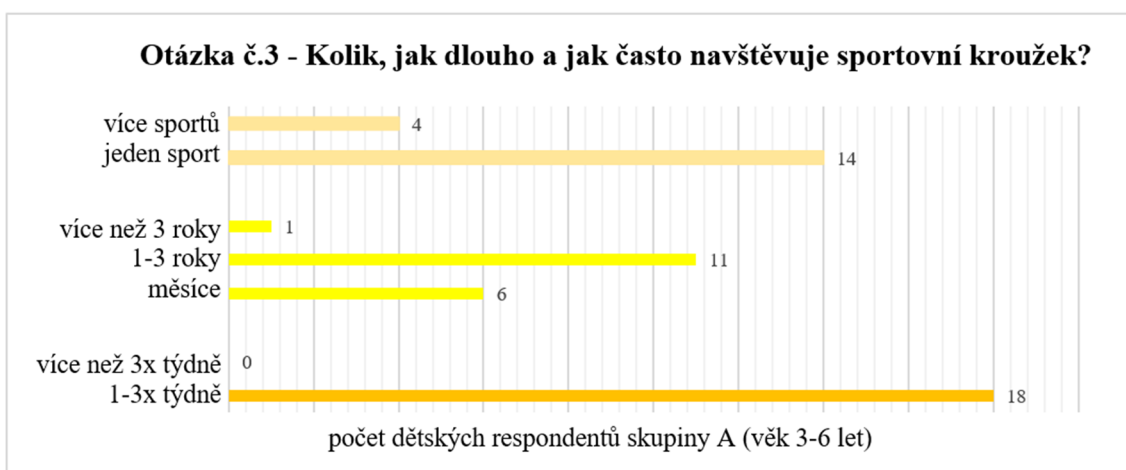 Otázka č.3 - Kolik, jak dlouho a jak často navštěvuje sportovní kroužek?
více sportů 4
jeden sport 14
více než 3 roky 1
1-3 roky 11
měsíce 6
více než 3x týdně 0
1-3x týdně 18
počet dětských respondentů skupiny A (věk 3-6 let)